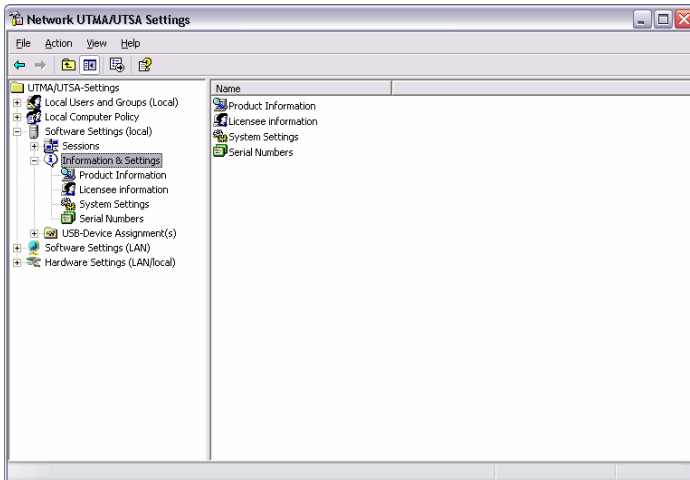 Network UTMA/UTSA Settings
File Action View Help
UTMA/UTSA-Settings
Local Users and Groups (Local)
Local Computer Policy
Software Settings (local)
Sessions
Information & Settings
Product Information
Licensee information
System Settings
Serial Numbers
USB-Device Assignment(s)
Software Settings (LAN)
Hardware Settings (LAN/local)
Name
Product Information
Licensee information
System Settings
Serial Numbers